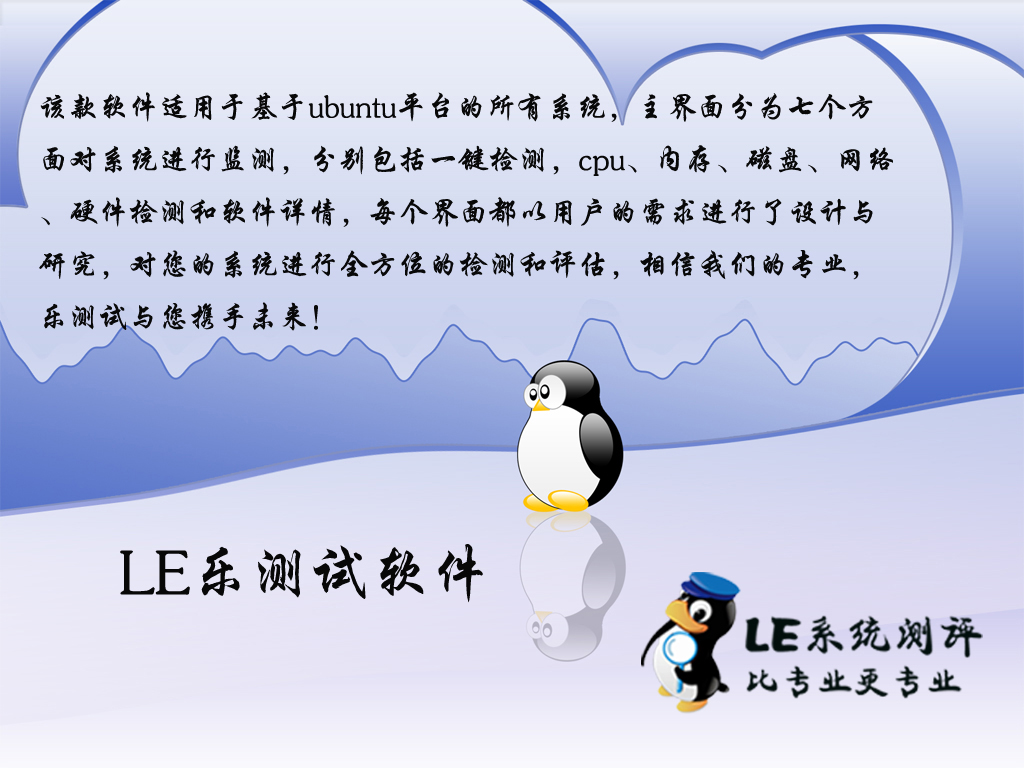 该款软件适用于基于ubuntu平台的所有系统，主界面分为七个方
面对系统进行监测，分别包括一键检测，cpu、内存、磁盘、网络
、硬件检测和软件详情，每个界面都以用户的需求进行了设计与
研究，对您的系统进行全方位的检测和评估，相信我们的专业，
乐测试与您携手未来！
LE乐测试软件
LE系统测评
比专业更专业